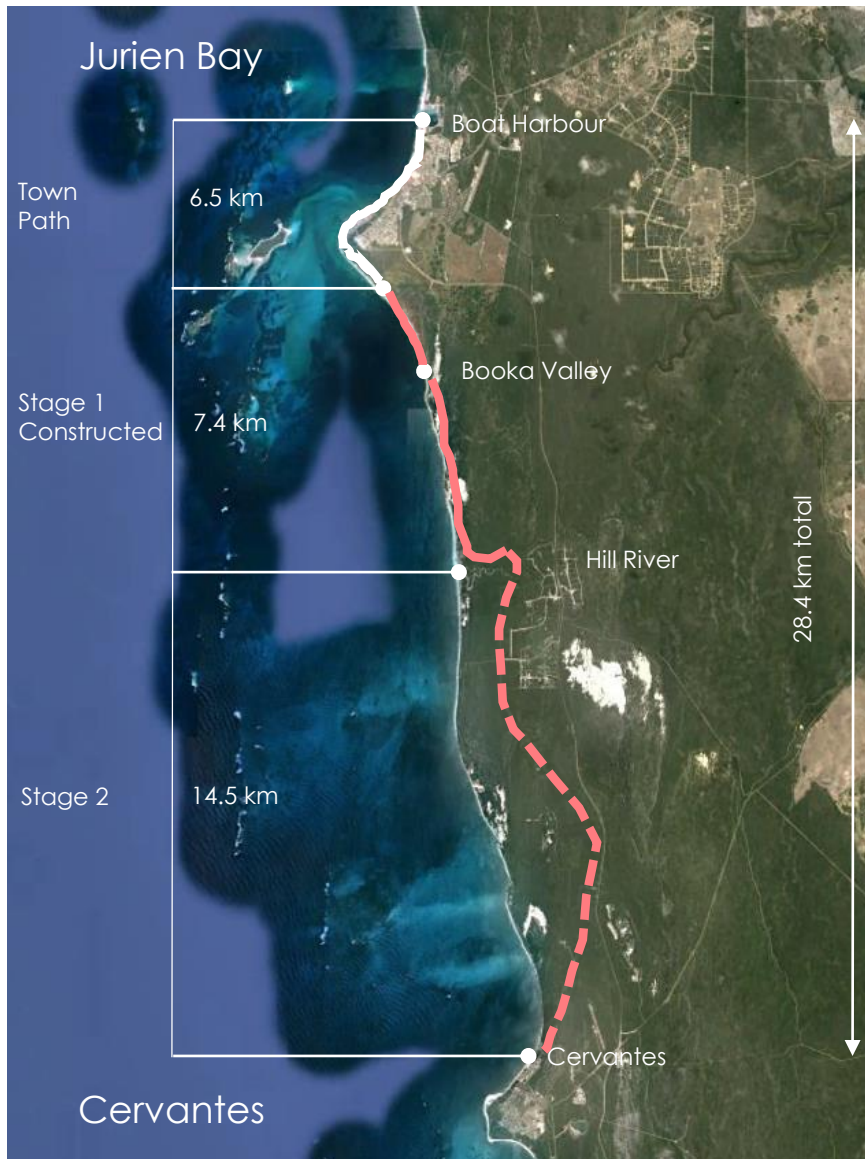 Jurien Bay
Boat Harbour
Town
Path
6.5 km
Booka Valley
Stage 1
Constructed
7.4 km
Hill River
28.4 km total
Stage 2
14.5 km
Cervantes
Cervantes